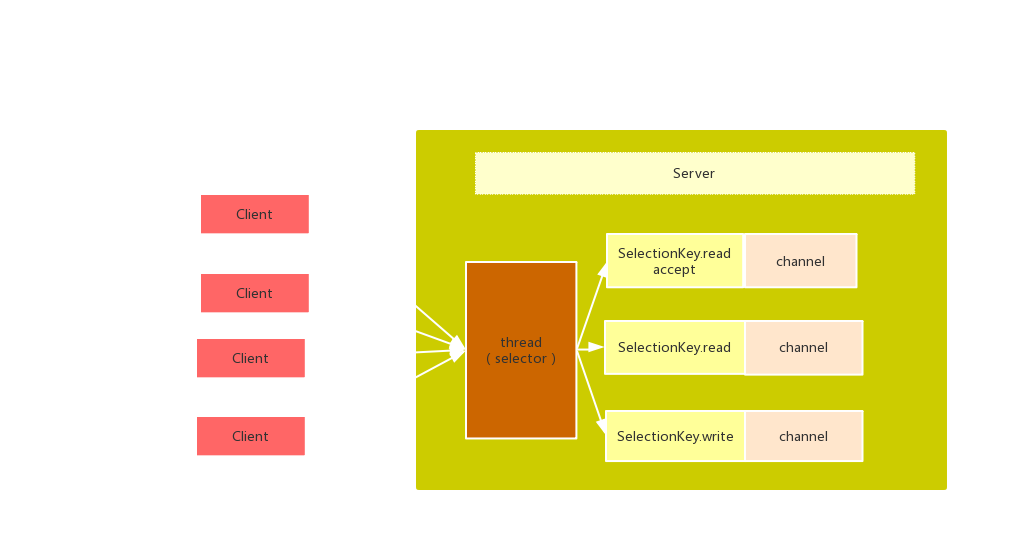 Server
Client
Client
Client
Client
thread
( selector )
SelectionKey.read
accept
channel
SelectionKey.read
channel
SelectionKey.write
channel